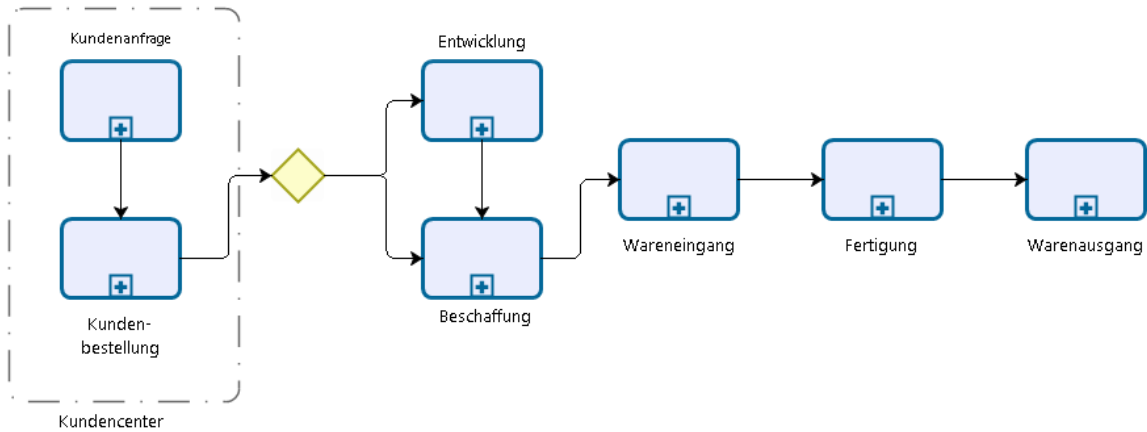 Kundenanfrage
Kunden-
bestellung
Kundencenter
Entwicklung
Beschaffung
Wareneingang
Fertigung
Warenausgang